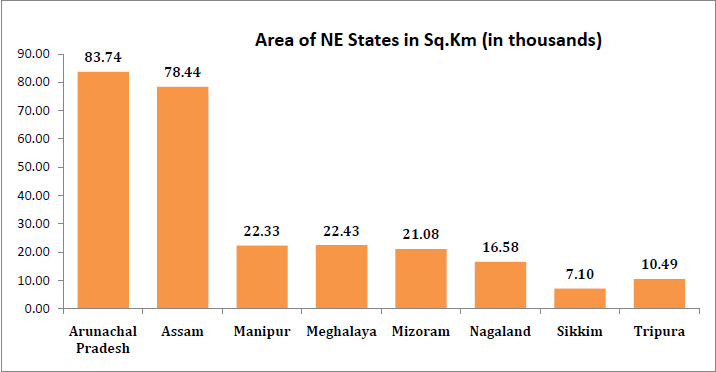 Area of NE States in Sq.Km (in thousands)
90.00
80.00
70.00
60.00
50.00
40.00
30.00
20.00
10.00
0.00
83.74
78.44
22.33
22.43
21.08
16.58
7.10
10.49
Arunachal
Pradesh
Assam
Manipur
Meghalaya
Mizoram
Nagaland
Sikkim
Tripura